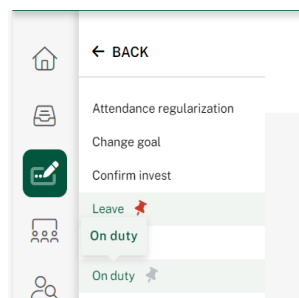 BACK
Attendance regularization
Change goal
Confirm invest
Leave
On duty
On duty